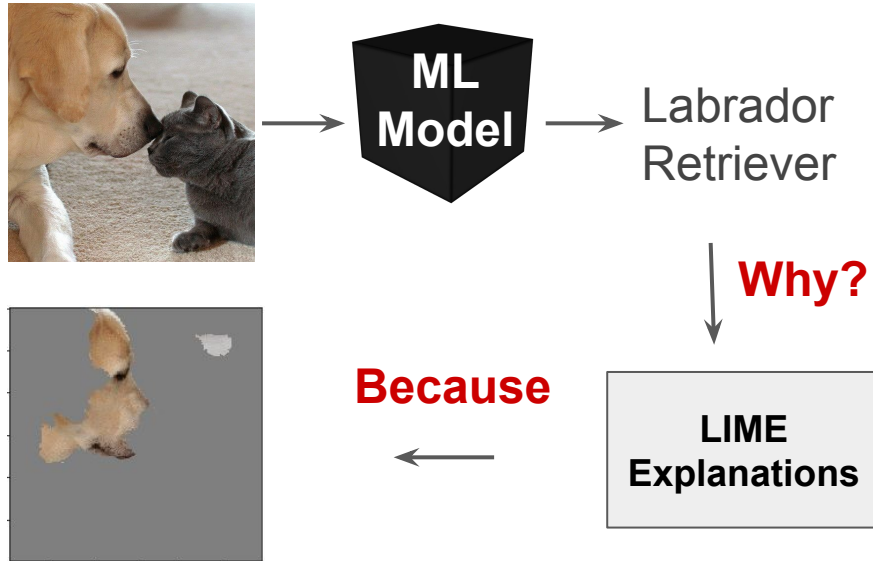 ML
Model
Labrador
Retriever
Why?
Because
LIME
Explanations